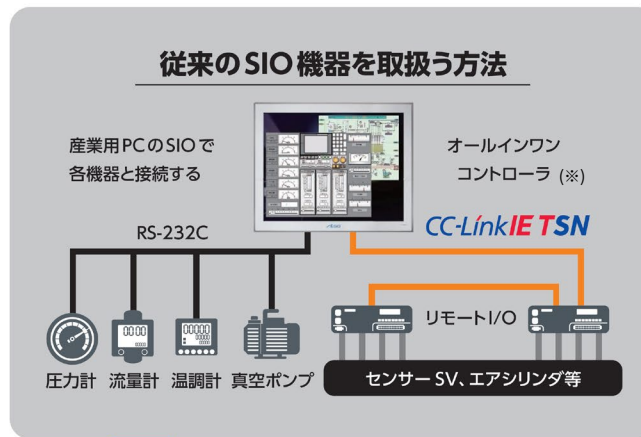 従来のSIO機器を取扱う方法
産業用PCのSIOで
各機器と接続する
オールインワン
コントローラ (※)
CC-Link IE TSN
RS-232C
リモートI/O
圧力計 流量計 温調計 真空ポンプ
センサー SV、エアシリンダ等